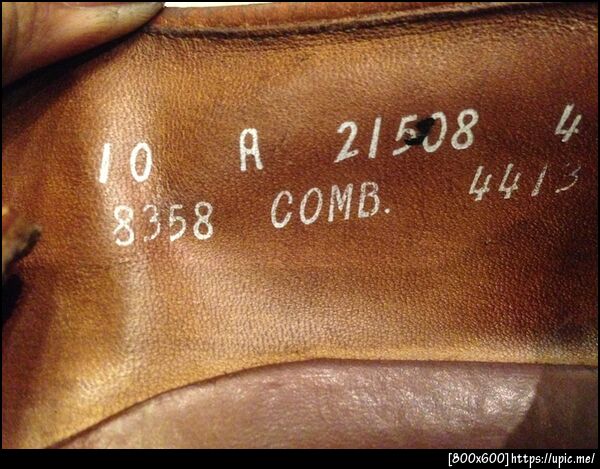 10 A 21508 4
8358 COMB. 4413
[800x600]https://upic.me/